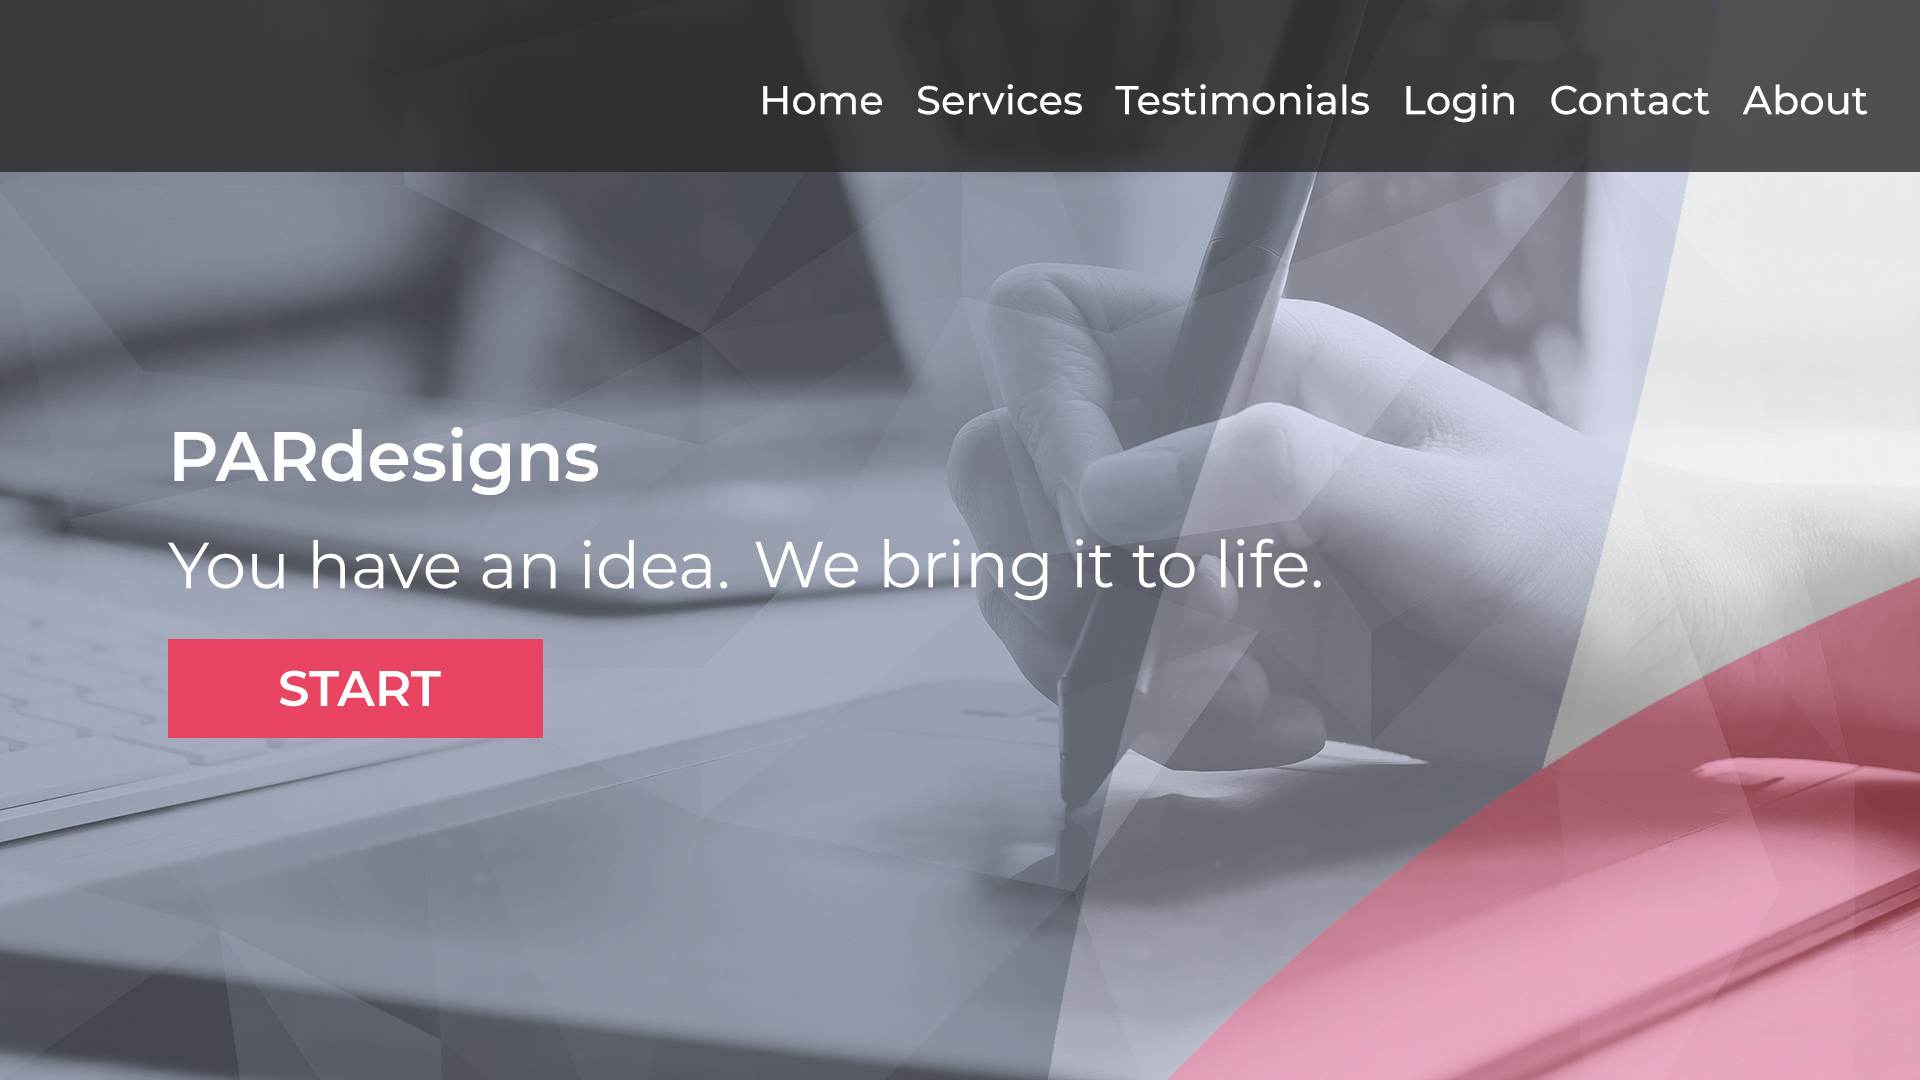 Home Services Testimonials Login Contact About
PARdesigns
You have an idea. We bring it to life.
START